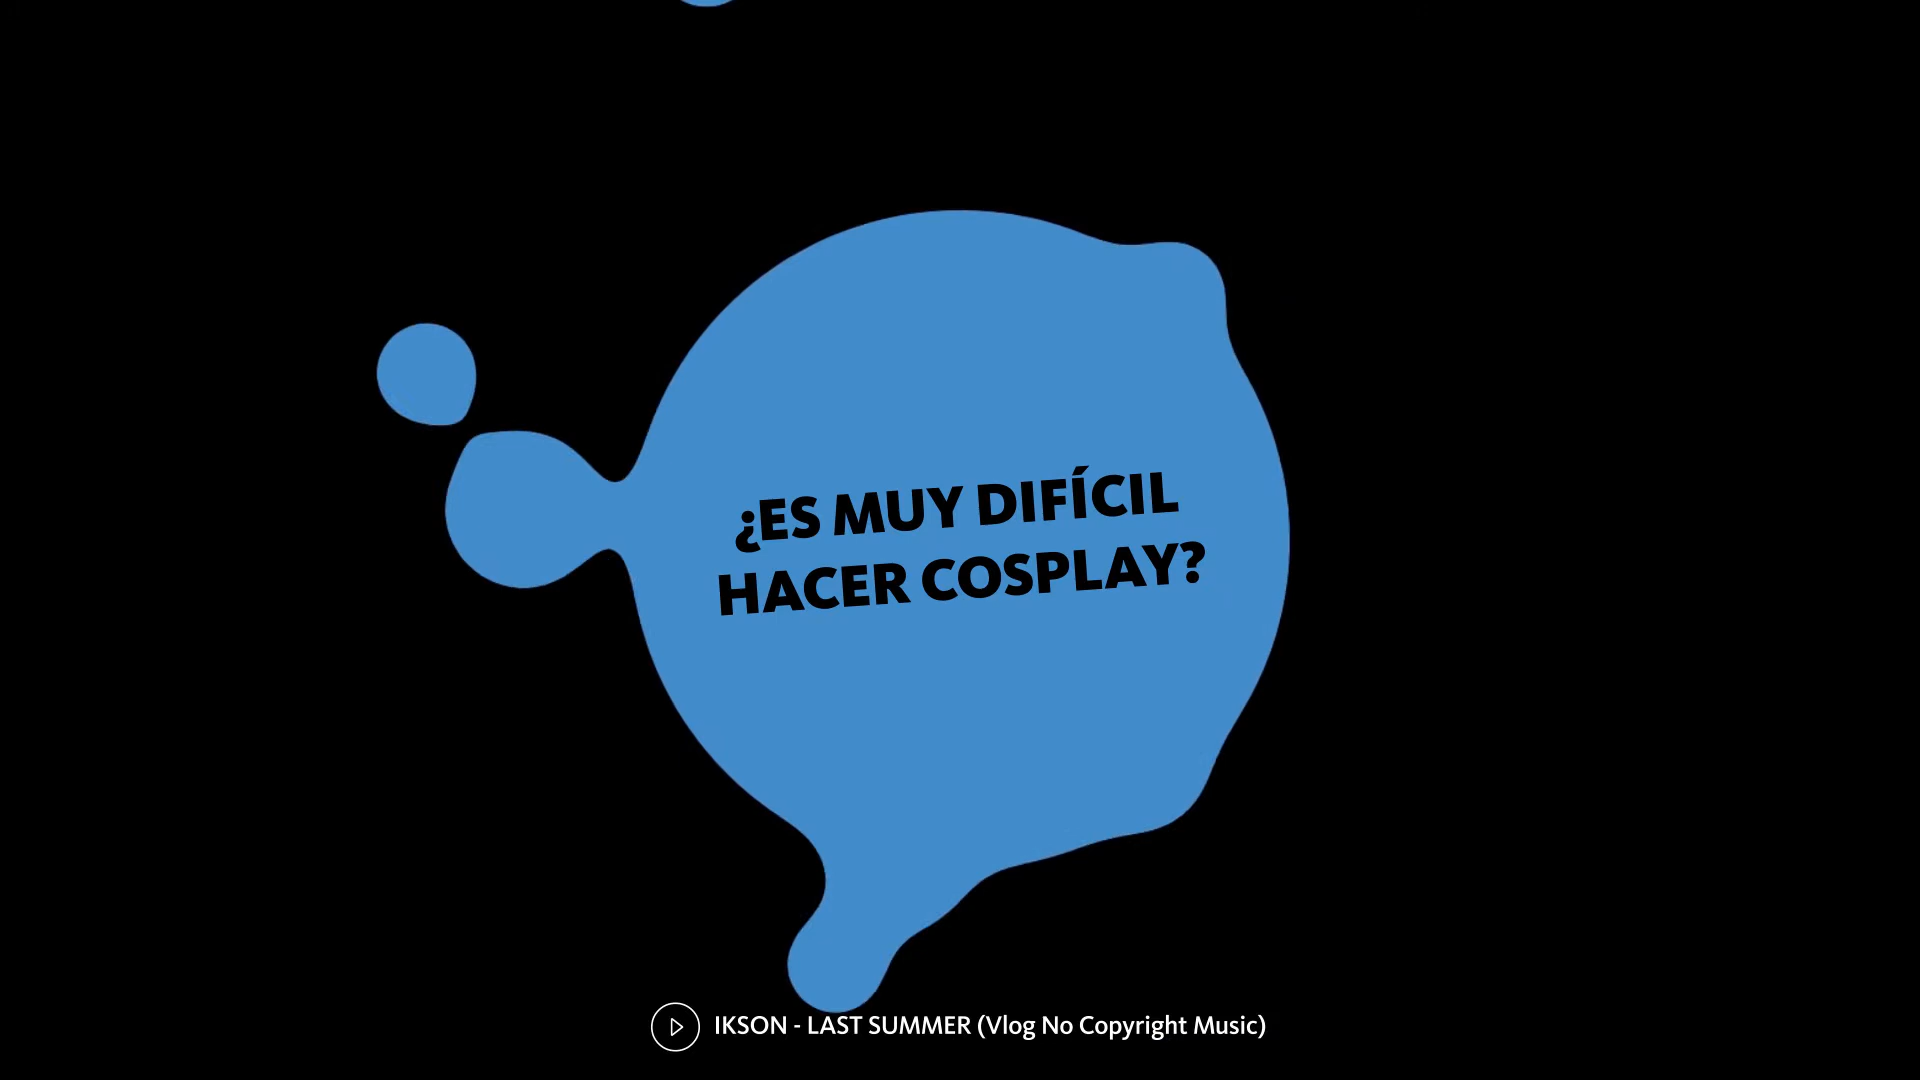 ¿ES MUY DIFÍCIL
HACER COSPLAY?
IKSON - LAST SUMMER (Vlog No Copyright Music)